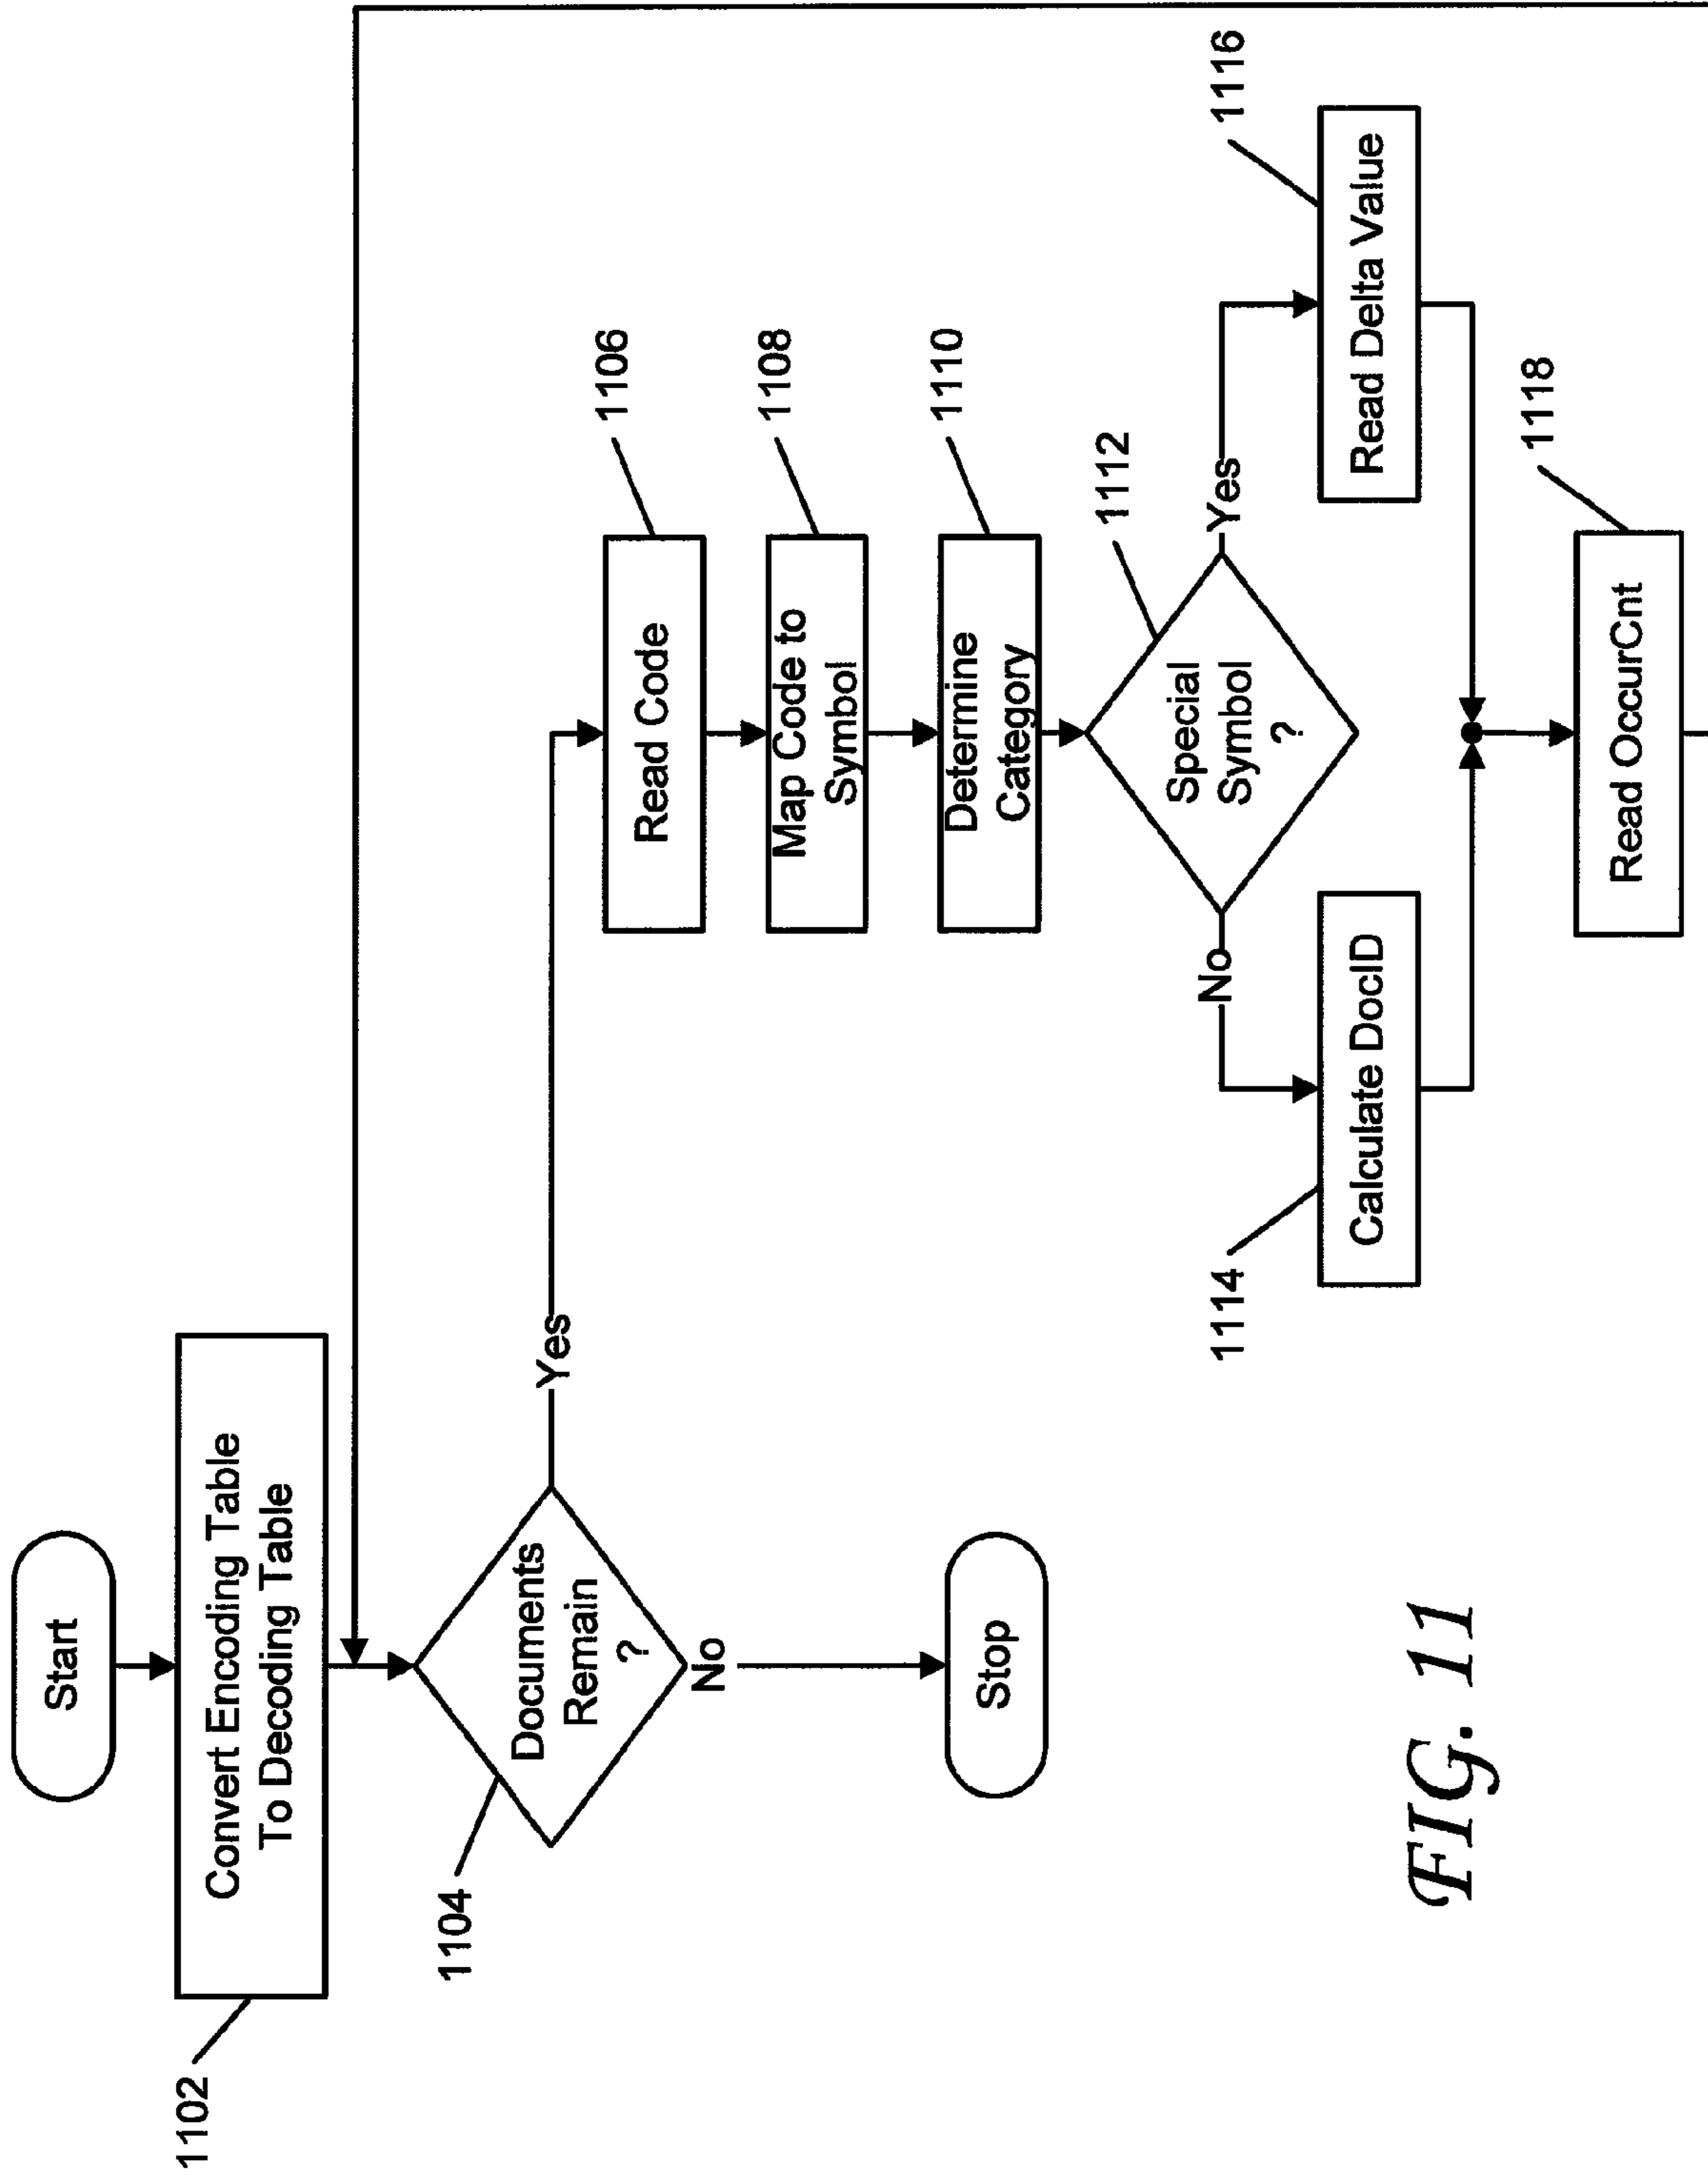 Start
1102
Convert Encoding Table
To Decoding Table
1104
Documents
Remain
?
Yes
No
Stop
Read Code
1106
Map Code to
Symbol
1108
Determine
Category
1110
Special
Symbol
?
1112
No
Yes
1114
Calculate DocID
Read Delta Value
1116
Read OccurCnt
1118
FIG. 11